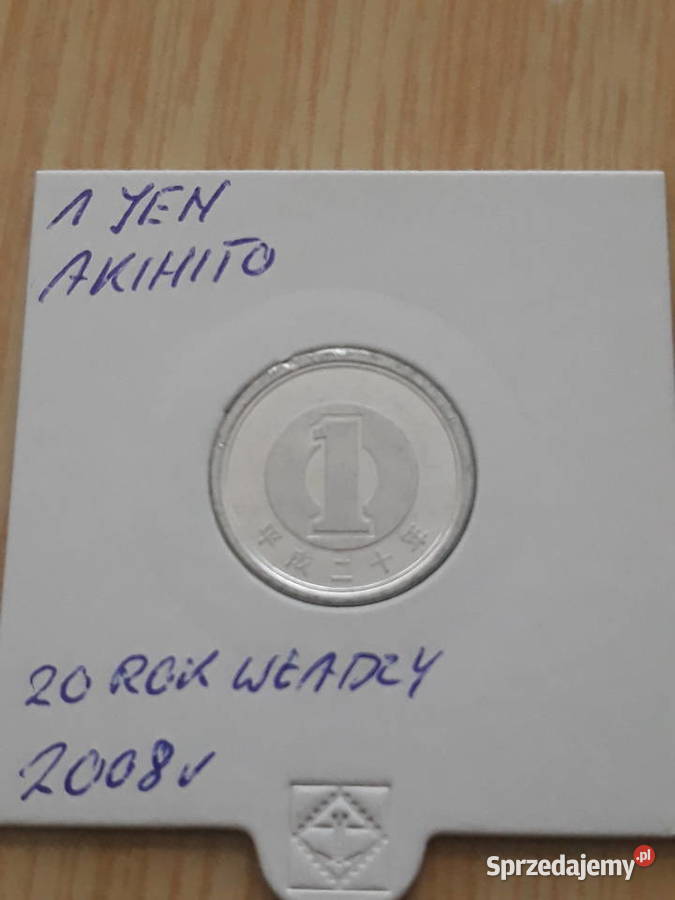 1 YEN
AKIHITO
1
平成二十年
20 ROK WŁADZY
2008r
Sprzedajemy.pl